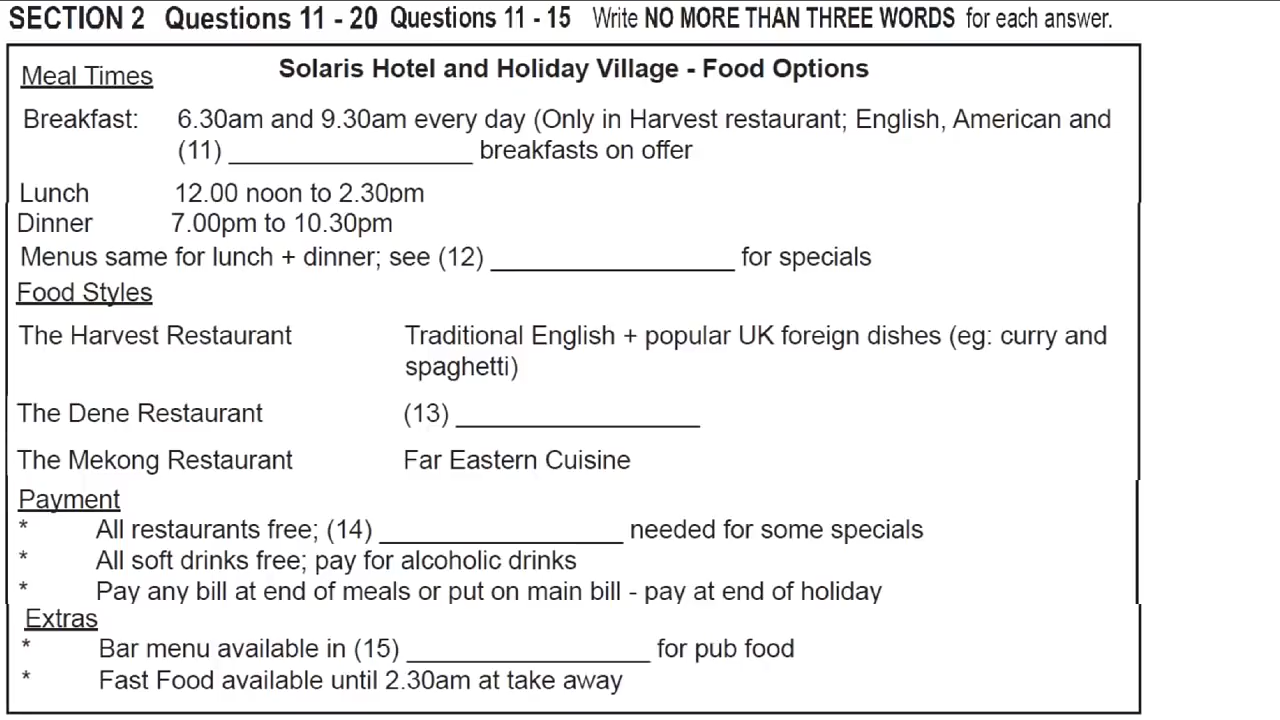 SECTION 2 Questions 11 - 20 Questions 11 - 15 Write NO MORE THAN THREE WORDS for each answer.
Solaris Hotel and Holiday Village - Food Options
Meal Times
Breakfast: 6.30am and 9.30am every day (Only in Harvest restaurant; English, American and
(11) _________________ breakfasts on offer
Lunch 12.00 noon to 2.30pm
Dinner 7.00pm to 10.30pm
Menus same for lunch + dinner; see (12) _________________ for specials
Food Styles
The Harvest Restaurant Traditional English + popular UK foreign dishes (eg: curry and
spaghetti)
The Dene Restaurant (13) _________________
The Mekong Restaurant Far Eastern Cuisine
Payment
* All restaurants free; (14) _________________ needed for some specials
* All soft drinks free; pay for alcoholic drinks
* Pay any bill at end of meals or put on main bill - pay at end of holiday
Extras
* Bar menu available in (15) _________________ for pub food
* Fast Food available until 2.30am at take away